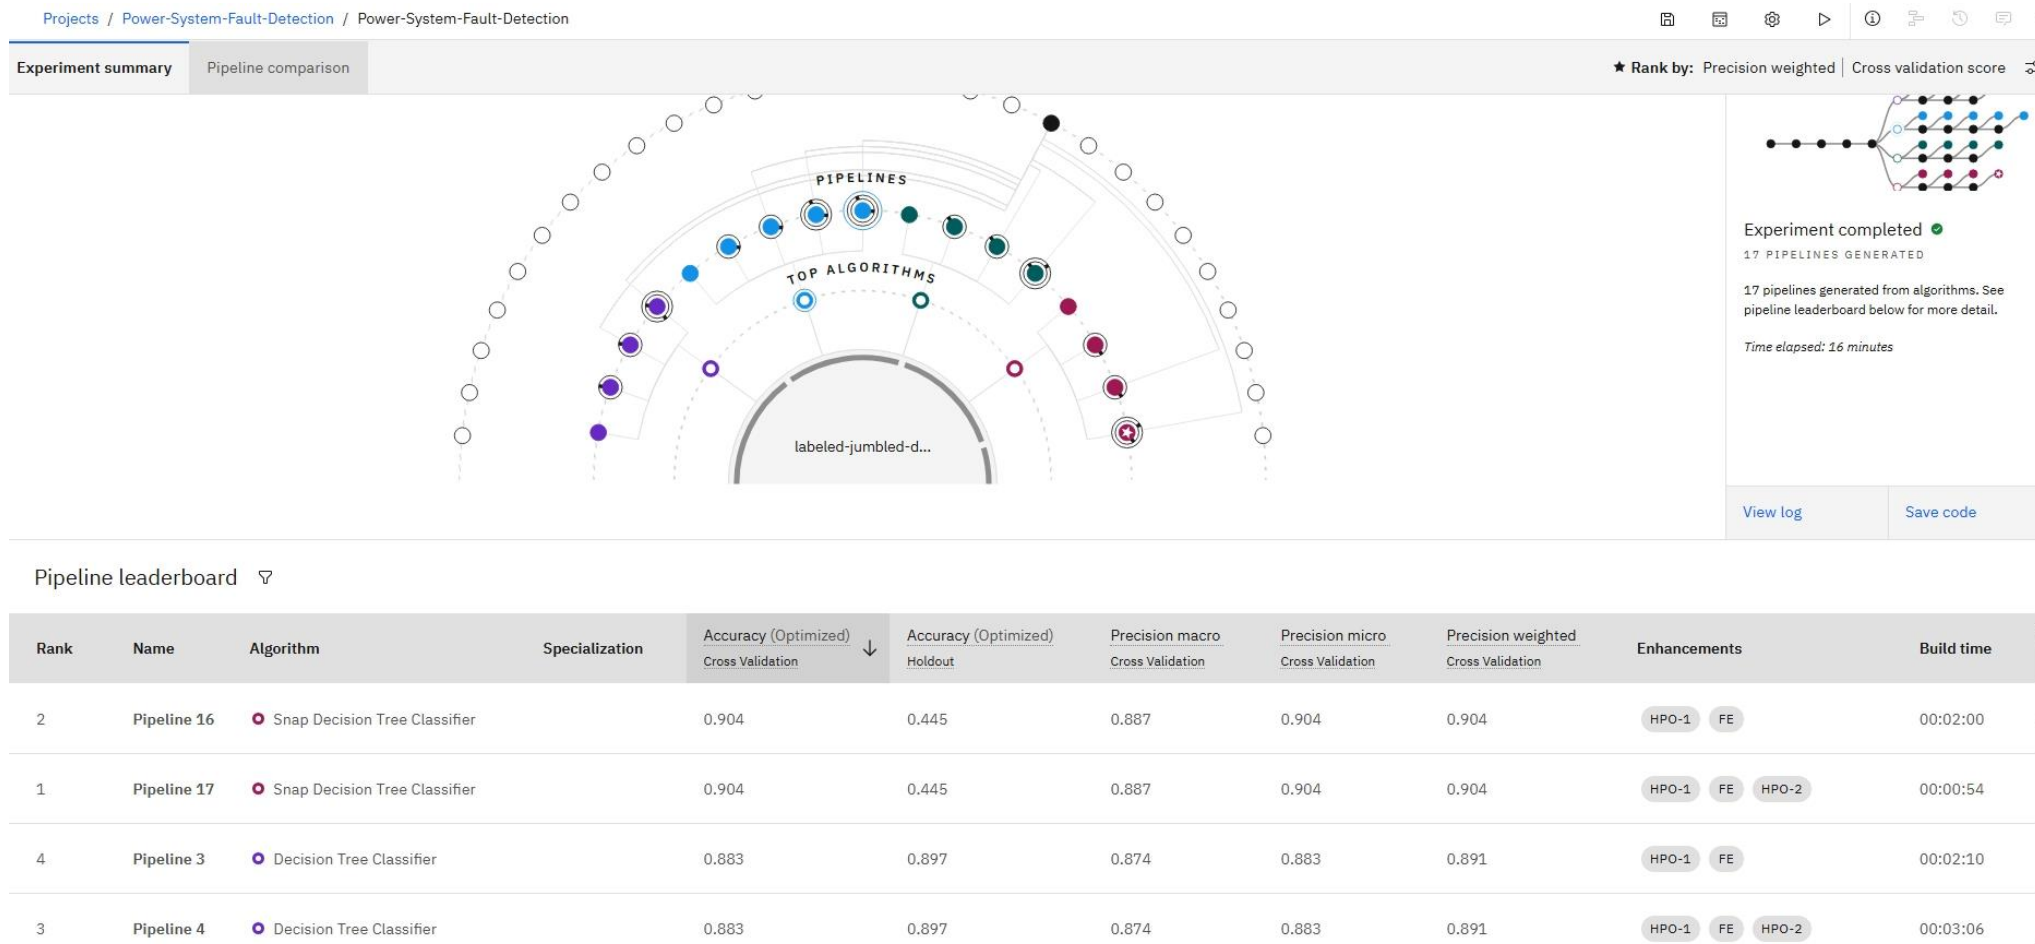 Projects / Power-System-Fault-Detection / Power-System-Fault-Detection
Experiment summary
Pipeline comparison
Rank by: Precision weighted | Cross validation score
PIPELINES
TOP ALGORITHMS
labeled-jumbled-d...
Experiment completed
17 PIPELINES GENERATED
17 pipelines generated from algorithms. See
pipeline leaderboard below for more detail.
Time elapsed: 16 minutes
View log
Save code
Pipeline leaderboard
Rank Name Algorithm Specialization Accuracy (Optimized) Cross Validation Accuracy (Optimized) Holdout Precision macro Cross Validation Precision micro Cross Validation Precision weighted Cross Validation Enhancements Build time
2 Pipeline 16 Snap Decision Tree Classifier 0.904 0.445 0.887 0.904 0.904 HPO-1 FE 00:02:00
1 Pipeline 17 Snap Decision Tree Classifier 0.904 0.445 0.887 0.904 0.904 HPO-1 FE HPO-2 00:00:54
4 Pipeline 3 Decision Tree Classifier 0.883 0.897 0.874 0.883 0.891 HPO-1 FE 00:02:10
3 Pipeline 4 Decision Tree Classifier 0.883 0.897 0.874 0.883 0.891 HPO-1 FE HPO-2 00:03:06